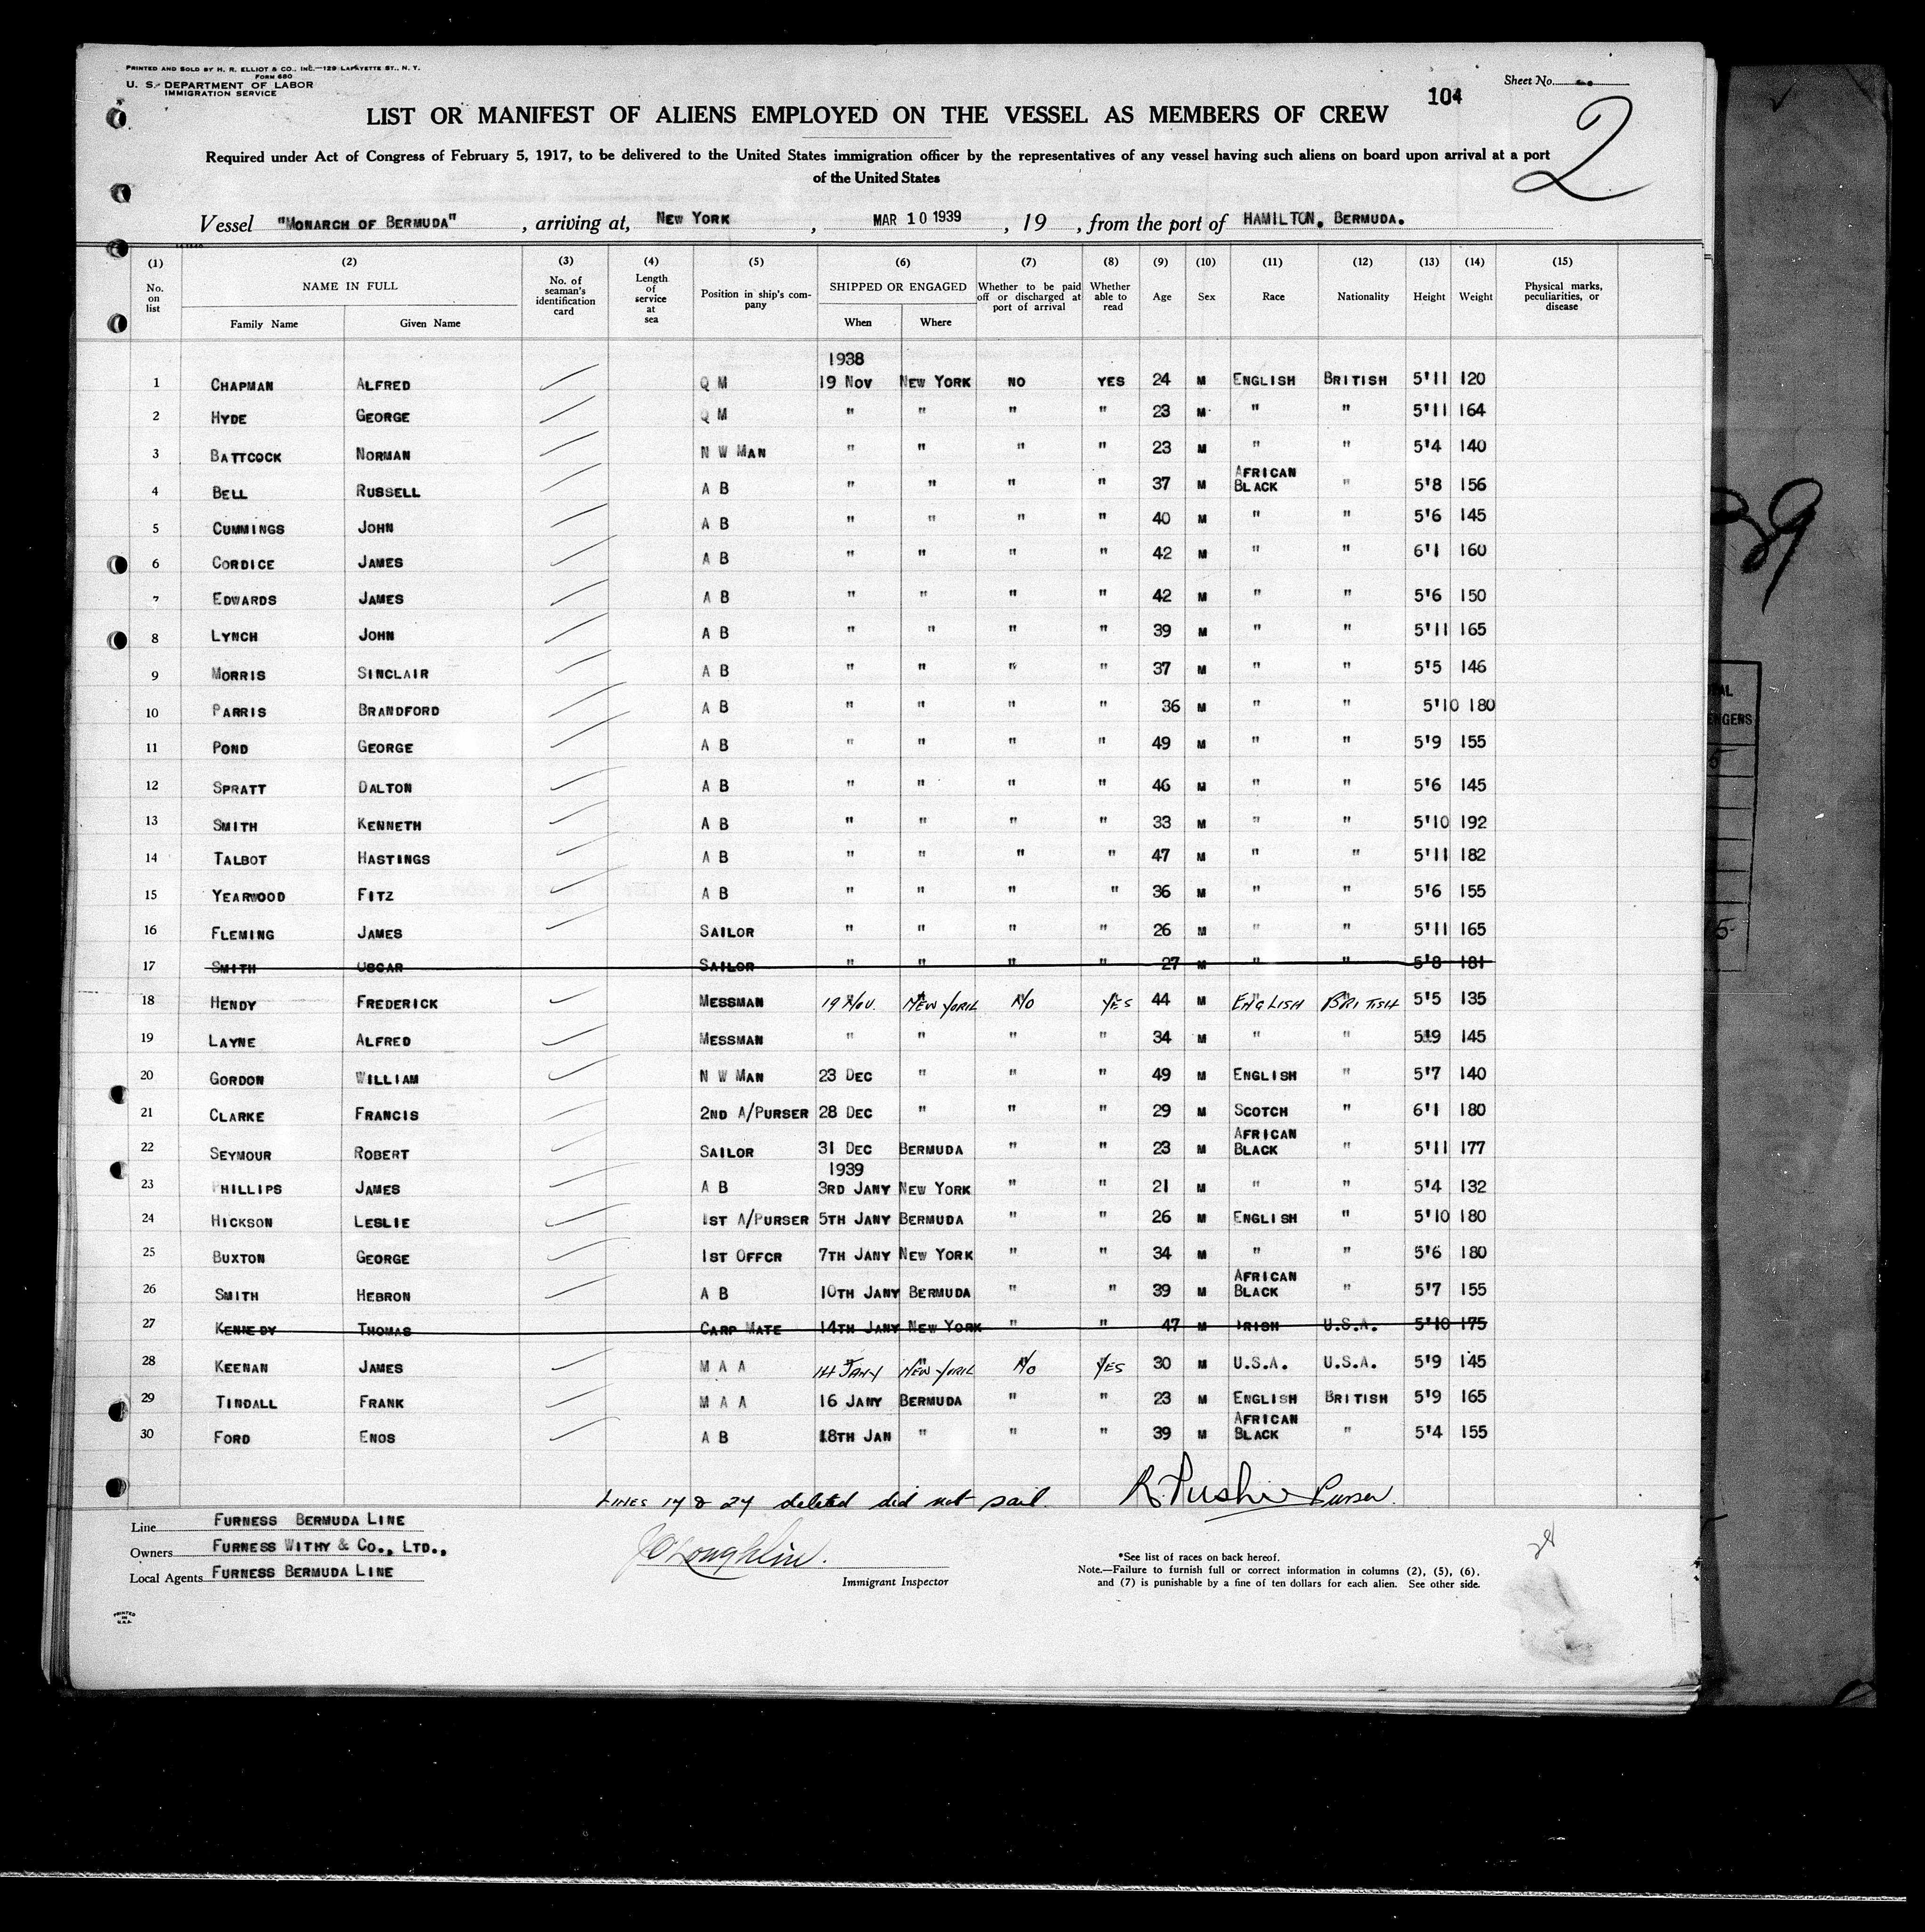 PRINTED AND SOLD BY H. R. ELLIOT & CO., INC.—129 LAFAYETTE ST., N. Y.
FORM 680
U. S. DEPARTMENT OF LABOR
IMMIGRATION SERVICE
Sheet No.
104
2
LIST OR MANIFEST OF ALIENS EMPLOYED ON THE VESSEL AS MEMBERS OF CREW
Required under Act of Congress of February 5, 1917, to be delivered to the United States immigration officer by the representatives of any vessel having such aliens on board upon arrival at a port
of the United States
Vessel "MONARCH OF BERMUDA", arriving at, NEW YORK, MAR 10 1939, 19 , from the port of HAMILTON, BERMUDA.
(1) (2) (3) (4) (5) (6) (7) (8) (9) (10) (11) (12) (13) (14) (15)
No. on list NAME IN FULL Family Name Given Name No. of seaman's identification card Length of service at sea Position in ship's company SHIPPED OR ENGAGED When Where Whether to be paid off or discharged at port of arrival Whether able to read Age Sex Race Nationality Height Weight Physical marks, peculiarities, or disease
1938
1 CHAPMAN ALFRED Q M 19 NOV NEW YORK NO YES 24 M ENGLISH BRITISH 5'11 120
2 HYDE GEORGE Q M " " " " 23 M " " 5'11 164
3 BATTCOCK NORMAN N W MAN " " " " 23 M " " 5'4 140
4 BELL RUSSELL A B " " " " 37 M AFRICAN BLACK " 5'8 156
5 CUMMINGS JOHN A B " " " " 40 M " " 5'6 145
6 CORDICE JAMES A B " " " " 42 M " " 6'1 160
7 EDWARDS JAMES A B " " " " 42 M " " 5'6 150
8 LYNCH JOHN A B " " " " 39 M " " 5'11 165
9 MORRIS SINCLAIR A B " " " " 37 M " " 5'5 146
10 PARRIS BRANDFORD A B " " " " 36 M " " 5'10 180
11 POND GEORGE A B " " " " 49 M " " 5'9 155
12 SPRATT DALTON A B " " " " 46 M " " 5'6 145
13 SMITH KENNETH A B " " " " 33 M " " 5'10 192
14 TALBOT HASTINGS A B " " " " 47 M " " 5'11 182
15 YEARWOOD FITZ A B " " " " 36 M " " 5'6 155
16 FLEMING JAMES SAILOR " " " " 26 M " " 5'11 165
17 SMITH OSCAR SAILOR " " " " 27 M " " 5'8 181
18 HENDY FREDERICK MESSMAN 19 NOV. NEW YORK NO YES 44 M ENGLISH BRITISH 5'5 135
19 LAYNE ALFRED MESSMAN " " " " 34 M " " 5'9 145
20 GORDON WILLIAM N W MAN 23 DEC " " " 49 M ENGLISH " 5'7 140
21 CLARKE FRANCIS 2ND A/PURSER 28 DEC " " " 29 M SCOTCH " 6'1 180
22 SEYMOUR ROBERT SAILOR 31 DEC BERMUDA " " 23 M AFRICAN BLACK " 5'11 177
1939
23 PHILLIPS JAMES A B 3RD JANY NEW YORK " " 21 M " " 5'4 132
24 HICKSON LESLIE 1ST A/PURSER 5TH JANY BERMUDA " " 26 M ENGLISH " 5'10 180
25 BUXTON GEORGE 1ST OFFCR 7TH JANY NEW YORK " " 34 M " " 5'6 180
26 SMITH HEBRON A B 10TH JANY BERMUDA " " 39 M AFRICAN BLACK " 5'7 155
27 KENNEDY THOMAS CARP MATE 14TH JANY NEW YORK " " 47 M IRISH U.S.A. 5'10 175
28 KEENAN JAMES M A A 14 JANY NEW YORK NO YES 30 M U.S.A. U.S.A. 5'9 145
29 TINDALL FRANK M A A 16 JANY BERMUDA " " 23 M ENGLISH BRITISH 5'9 165
30 FORD ENOS A B 18TH JAN " " " 39 M AFRICAN BLACK " 5'4 155
LINES 17 & 27 deleted did not sail. Purser.
Line FURNESS BERMUDA LINE
Owners FURNESS WITHY & CO., LTD.,
Local Agents FURNESS BERMUDA LINE
J O'Loughlin.
Immigrant Inspector
*See list of races on back hereof.
Note.—Failure to furnish full or correct information in columns (2), (5), (6),
and (7) is punishable by a fine of ten dollars for each alien. See other side.
PRINTED IN U.S.A.
39